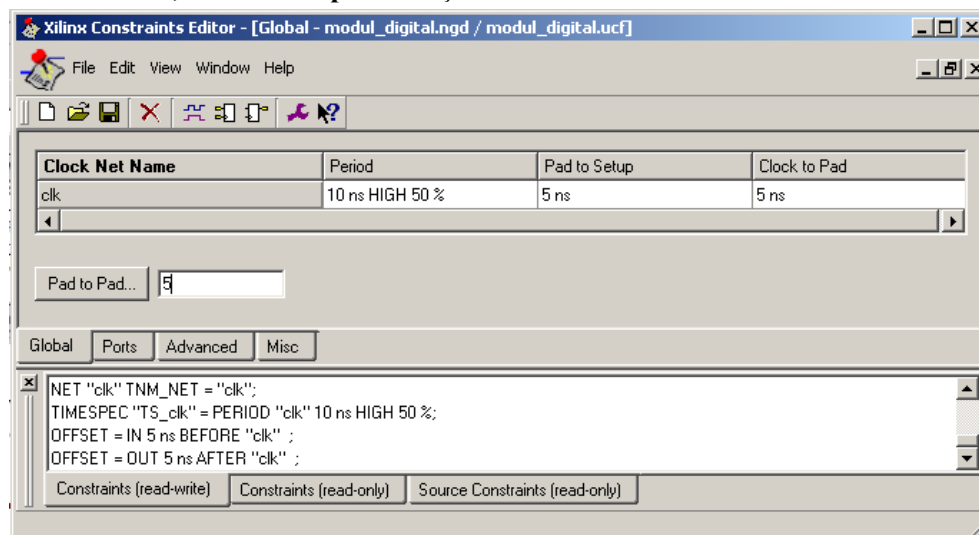 Xilinx Constraints Editor - [Global - modul_digital.ngd / modul_digital.ucf]
File Edit View Window Help
Clock Net Name Period Pad to Setup Clock to Pad
clk 10 ns HIGH 50 % 5 ns 5 ns
Pad to Pad... 5
Global Ports Advanced Misc
NET "clk" TNM_NET = "clk";
TIMESPEC "TS_clk" = PERIOD "clk" 10 ns HIGH 50 %;
OFFSET = IN 5 ns BEFORE "clk" ;
OFFSET = OUT 5 ns AFTER "clk" ;
Constraints (read-write) Constraints (read-only) Source Constraints (read-only)